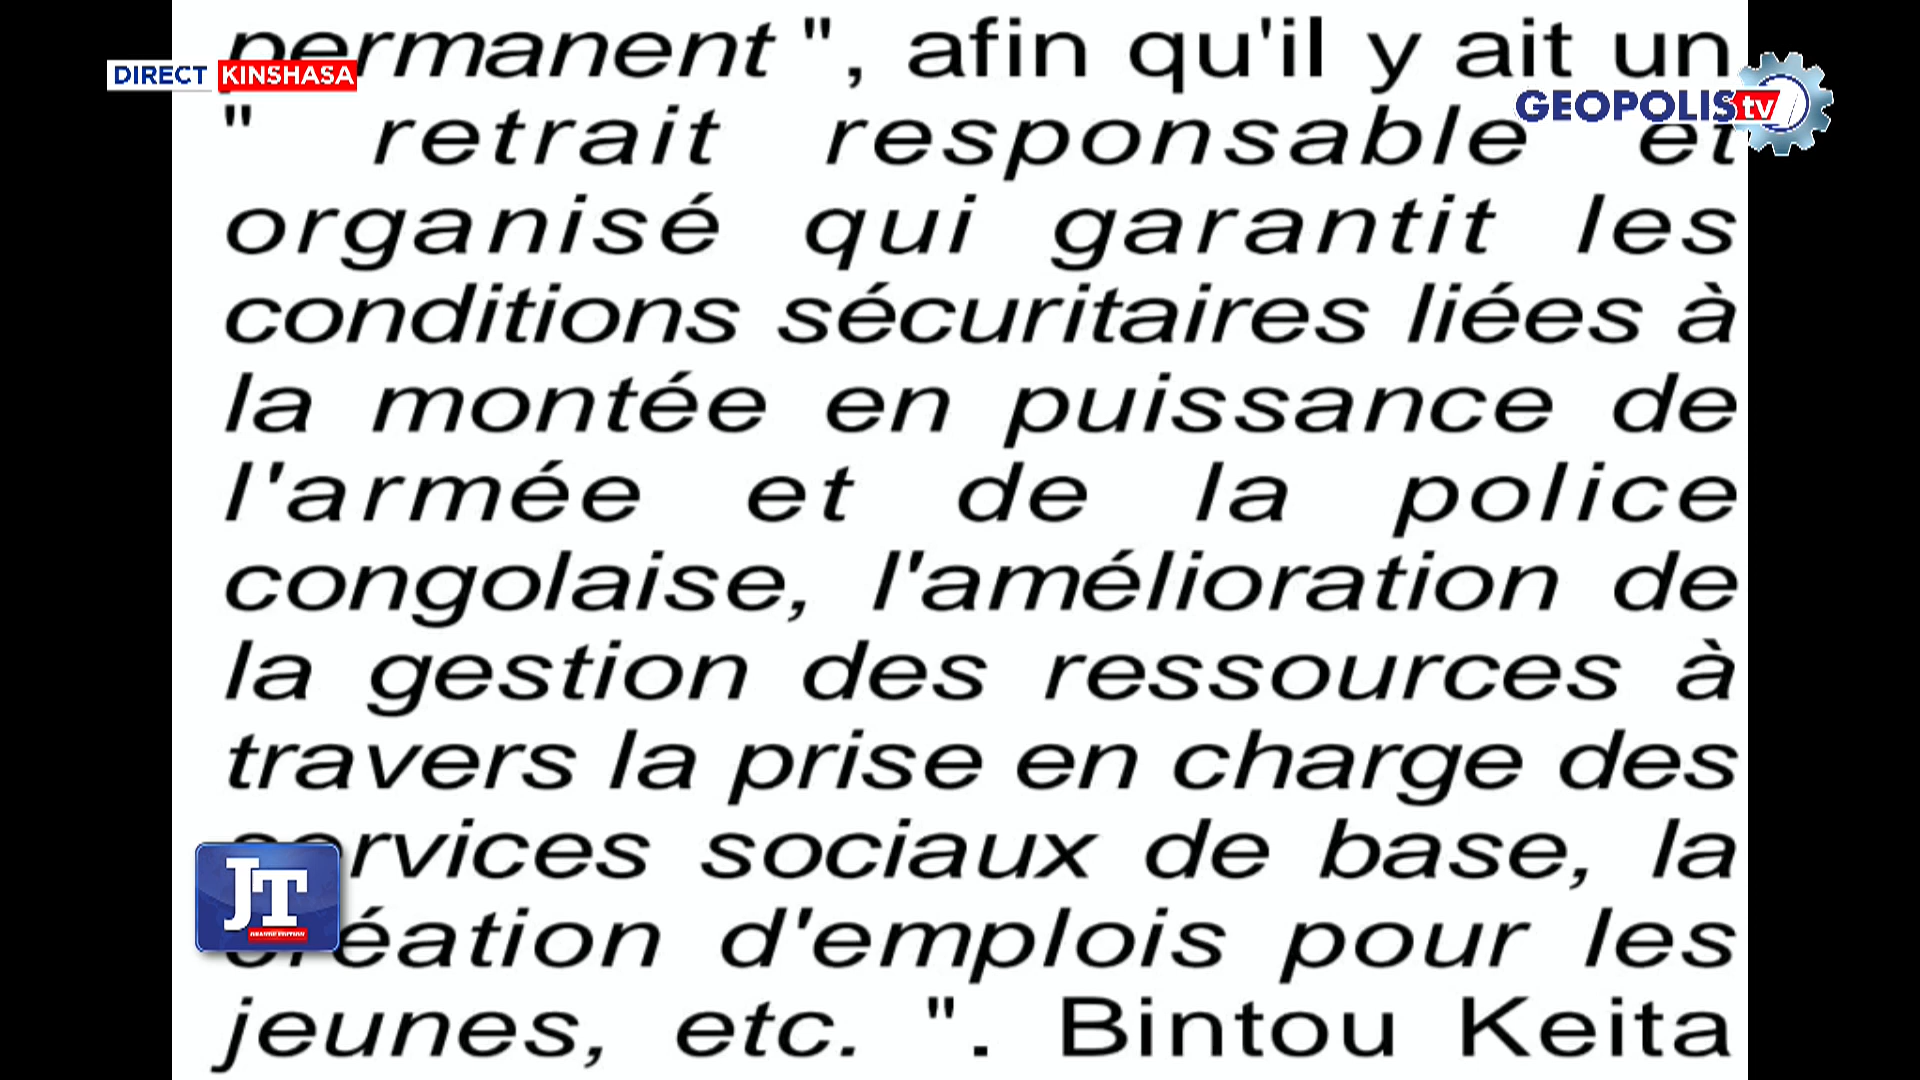 permanent ", afin qu'il y ait un
DIRECT KINSHASA
GEOPOLIS tv
" retrait responsable et
organisé qui garantit les
conditions sécuritaires liées à
la montée en puissance de
l'armée et de la police
congolaise, l'amélioration de
la gestion des ressources à
travers la prise en charge des
services sociaux de base, la
JT
création d'emplois pour les
jeunes, etc. ". Bintou Keita